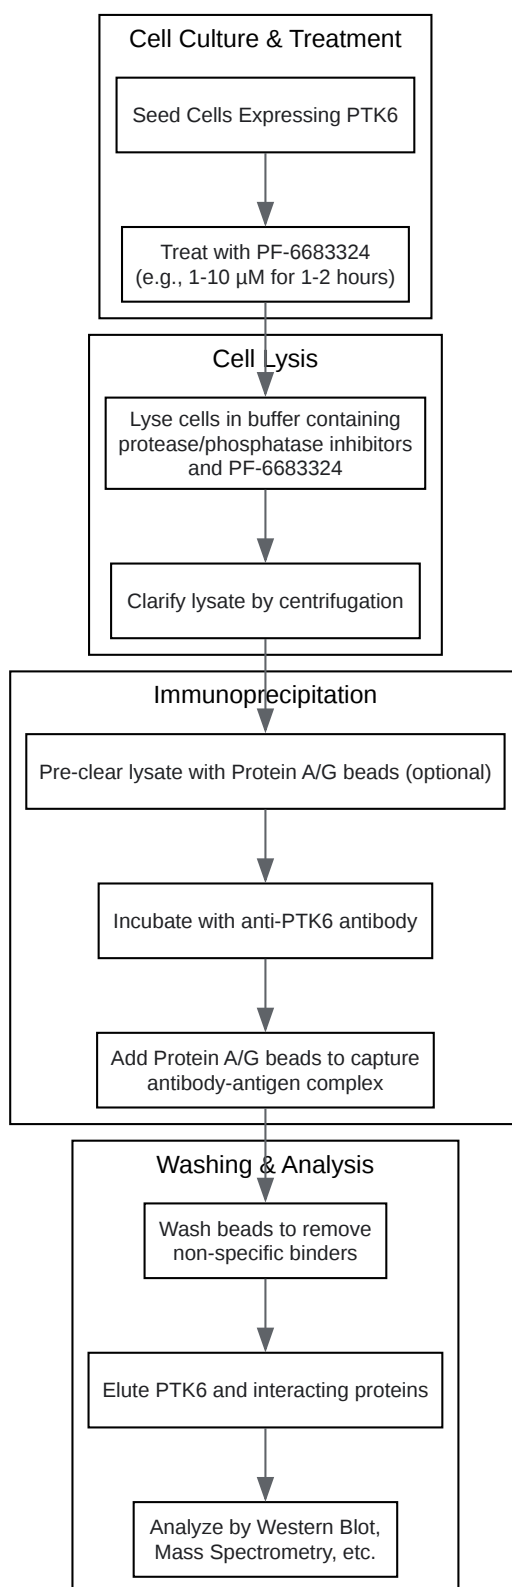 Cell Culture & Treatment
Seed Cells Expressing PTK6
Treat with PF-6683324
(e.g., 1-10 µM for 1-2 hours)
Cell Lysis
Lyse cells in buffer containing
protease/phosphatase inhibitors
and PF-6683324
Clarify lysate by centrifugation
Immunoprecipitation
Pre-clear lysate with Protein A/G beads (optional)
Incubate with anti-PTK6 antibody
Add Protein A/G beads to capture
antibody-antigen complex
Washing & Analysis
Wash beads to remove
non-specific binders
Elute PTK6 and interacting proteins
Analyze by Western Blot,
Mass Spectrometry, etc.